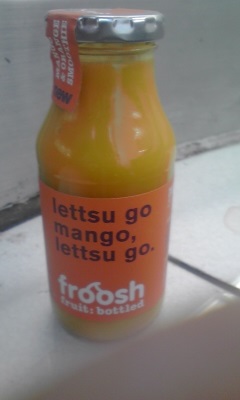 lettsu go
mango,
lettsu go.
froosh
fruit: bottled